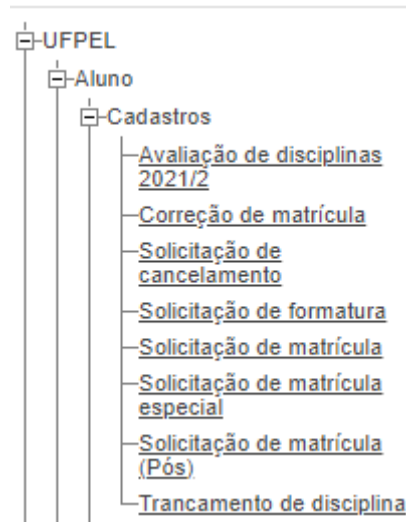 UFPEL
Aluno
Cadastros
Avaliação de disciplinas
2021/2
Correção de matrícula
Solicitação de
cancelamento
Solicitação de formatura
Solicitação de matrícula
Solicitação de matrícula
especial
Solicitação de matrícula
(Pós)
Trancamento de disciplina